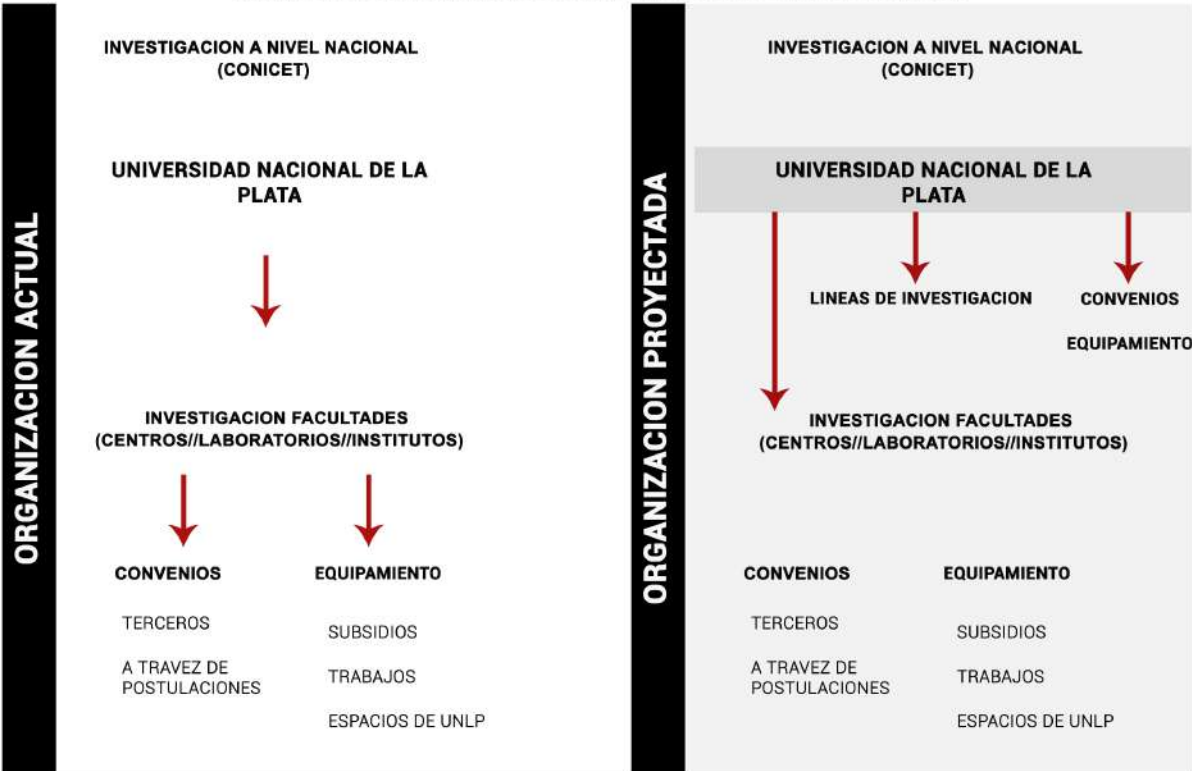 ORGANIZACION ACTUAL
INVESTIGACION A NIVEL NACIONAL
(CONICET)
UNIVERSIDAD NACIONAL DE LA
PLATA
INVESTIGACION FACULTADES
(CENTROS//LABORATORIOS//INSTITUTOS)
CONVENIOS
TERCEROS
A TRAVEZ DE
POSTULACIONES
EQUIPAMIENTO
SUBSIDIOS
TRABAJOS
ESPACIOS DE UNLP
ORGANIZACION PROYECTADA
INVESTIGACION A NIVEL NACIONAL
(CONICET)
UNIVERSIDAD NACIONAL DE LA
PLATA
LINEAS DE INVESTIGACION
CONVENIOS
EQUIPAMIENTO
INVESTIGACION FACULTADES
(CENTROS//LABORATORIOS//INSTITUTOS)
CONVENIOS
TERCEROS
A TRAVEZ DE
POSTULACIONES
EQUIPAMIENTO
SUBSIDIOS
TRABAJOS
ESPACIOS DE UNLP